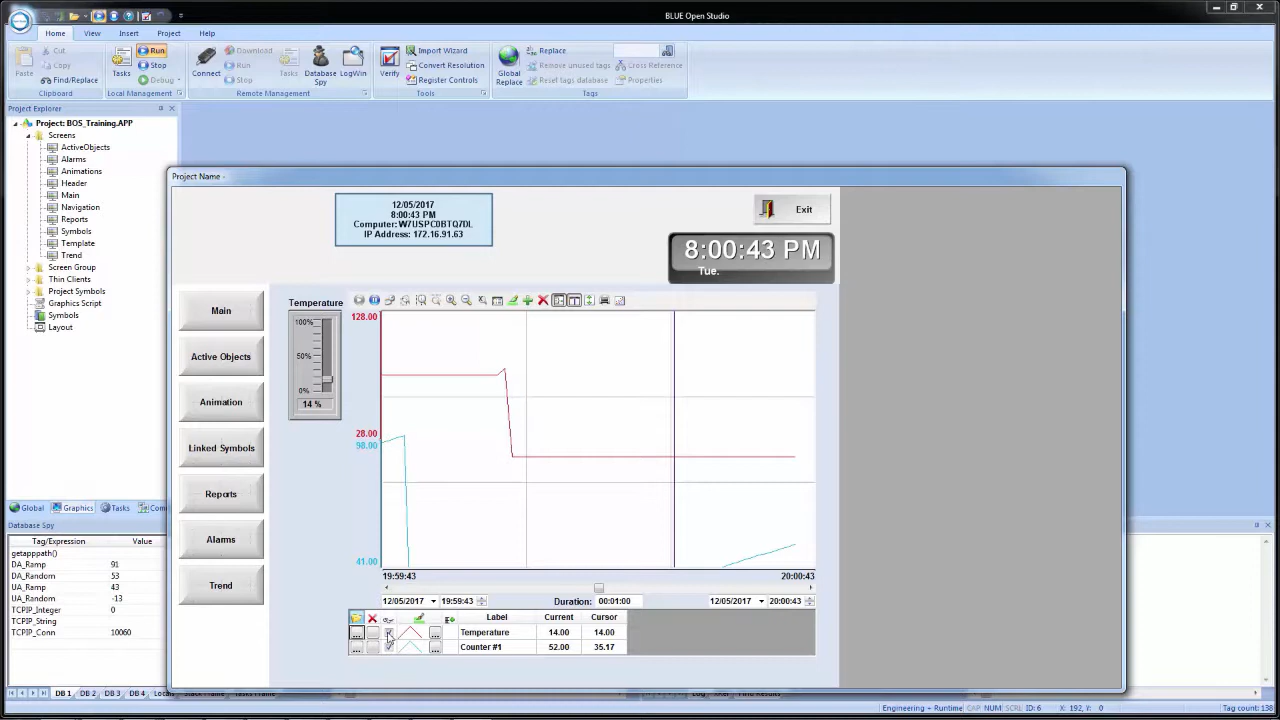 BLUE Open Studio
Home View Insert Project Help
Cut
Copy
Paste
Find/Replace
Clipboard
Tasks
Run
Stop
Debug
Local Management
Connect
Download
Run
Stop
Tasks
Database Spy
LogWin
Remote Management
Verify
Import Wizard
Convert Resolution
Register Controls
Tools
Global Replace
Replace
Remove unused tags
Reset tags database
Cross Reference
Properties
Tags
Project Explorer
Project: BOS_Training.APP
Screens
ActiveObjects
Alarms
Animations
Header
Main
Navigation
Reports
Symbols
Template
Trend
Screen Group
Thin Clients
Project Symbols
Graphics Script
Symbols
Layout
Global Graphics Tasks Com
Database Spy
Tag/Expression Value
getapppath()
DA_Ramp 91
DA_Random 53
UA_Ramp 43
UA_Random -13
TCPIP_Integer 0
TCPIP_String
TCPIP_Conn 10060
DB 1 DB 2 DB 3 DB 4
Project Name -
12/05/2017
8:00:43 PM
Computer: W7USPC0BTQ7DL
IP Address: 172.16.91.63
Exit
8:00:43 PM
Tue.
Main
Active Objects
Animation
Linked Symbols
Reports
Alarms
Trend
Temperature
100%
50%
0%
14 %
128.00
28.00
98.00
41.00
19:59:43 20:00:43
12/05/2017 19:59:43 Duration: 00:01:00 12/05/2017 20:00:43
Label Current Cursor
Temperature 14.00 14.00
Counter #1 52.00 35.17
Engineering - Runtime CAP NUM SCRL ID: 6 X: 192, Y: 0 Tag count: 138